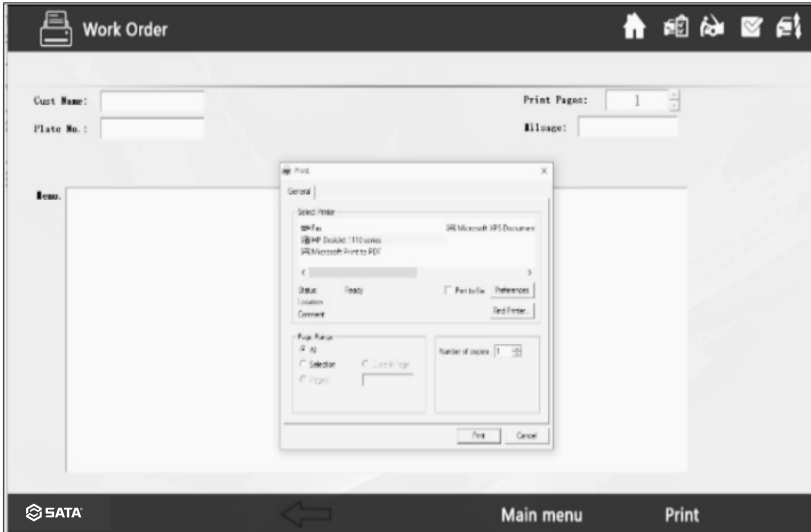 Work Order
Cust Name:
Print Pages: 1
Plate No.:
Milsage:
Memo.
Print
General
Select Printer
Fax
Microsoft XPS Document
HP DeskJet 1110 series
Microsoft Print to PDF
Status: Ready
Print to file
Preferences
Location:
Comment:
Find Printer...
Page Range
All
Number of copies: 1
Selection
Current Page
Pages:
Print
Cancel
SATA
Main menu
Print